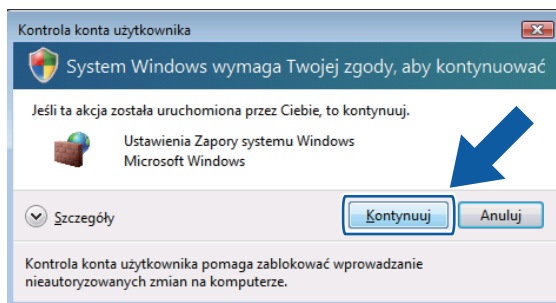 Kontrola konta użytkownika
System Windows wymaga Twojej zgody, aby kontynuować
Jeśli ta akcja została uruchomiona przez Ciebie, to kontynuuj.
Ustawienia Zapory systemu Windows
Microsoft Windows
Szczegóły
Kontynuuj
Anuluj
Kontrola konta użytkownika pomaga zablokować wprowadzanie
nieautoryzowanych zmian na komputerze.